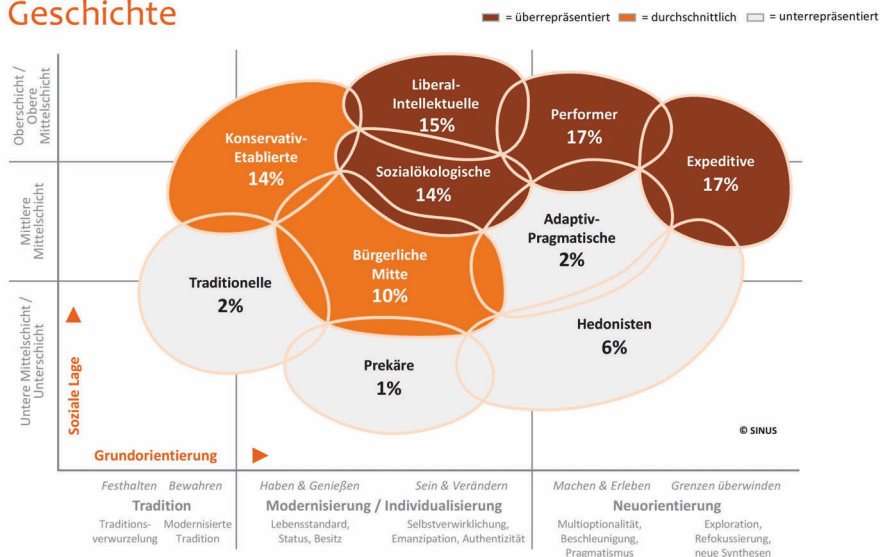 Geschichte
= überrepräsentiert = durchschnittlich = unterrepräsentiert
Oberschicht /
Obere
Mittelschicht
Mittlere
Mittelschicht
Untere Mittelschicht /
Unterschicht
Soziale Lage
Liberal-
Intellektuelle
15%
Performer
17%
Konservativ-
Etablierte
14%
Expeditive
17%
Sozialökologische
14%
Adaptiv-
Pragmatische
2%
Bürgerliche
Mitte
10%
Traditionelle
2%
Hedonisten
6%
Prekäre
1%
© SINUS
Grundorientierung
Festhalten Bewahren
Tradition
Traditions-
verwurzelung
Modernisierte
Tradition
Haben & Genießen Sein & Verändern
Modernisierung / Individualisierung
Lebensstandard,
Status, Besitz
Selbstverwirklichung,
Emanzipation, Authentizität
Machen & Erleben Grenzen überwinden
Neuorientierung
Multioptionalität,
Beschleunigung,
Pragmatismus
Exploration,
Refokussierung,
neue Synthesen